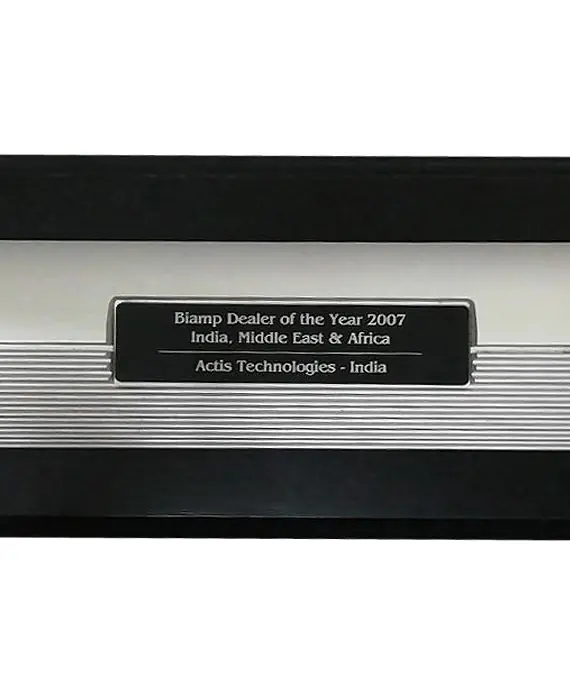 Biamp Dealer of the Year 2007
India, Middle East & Africa
Actis Technologies - India